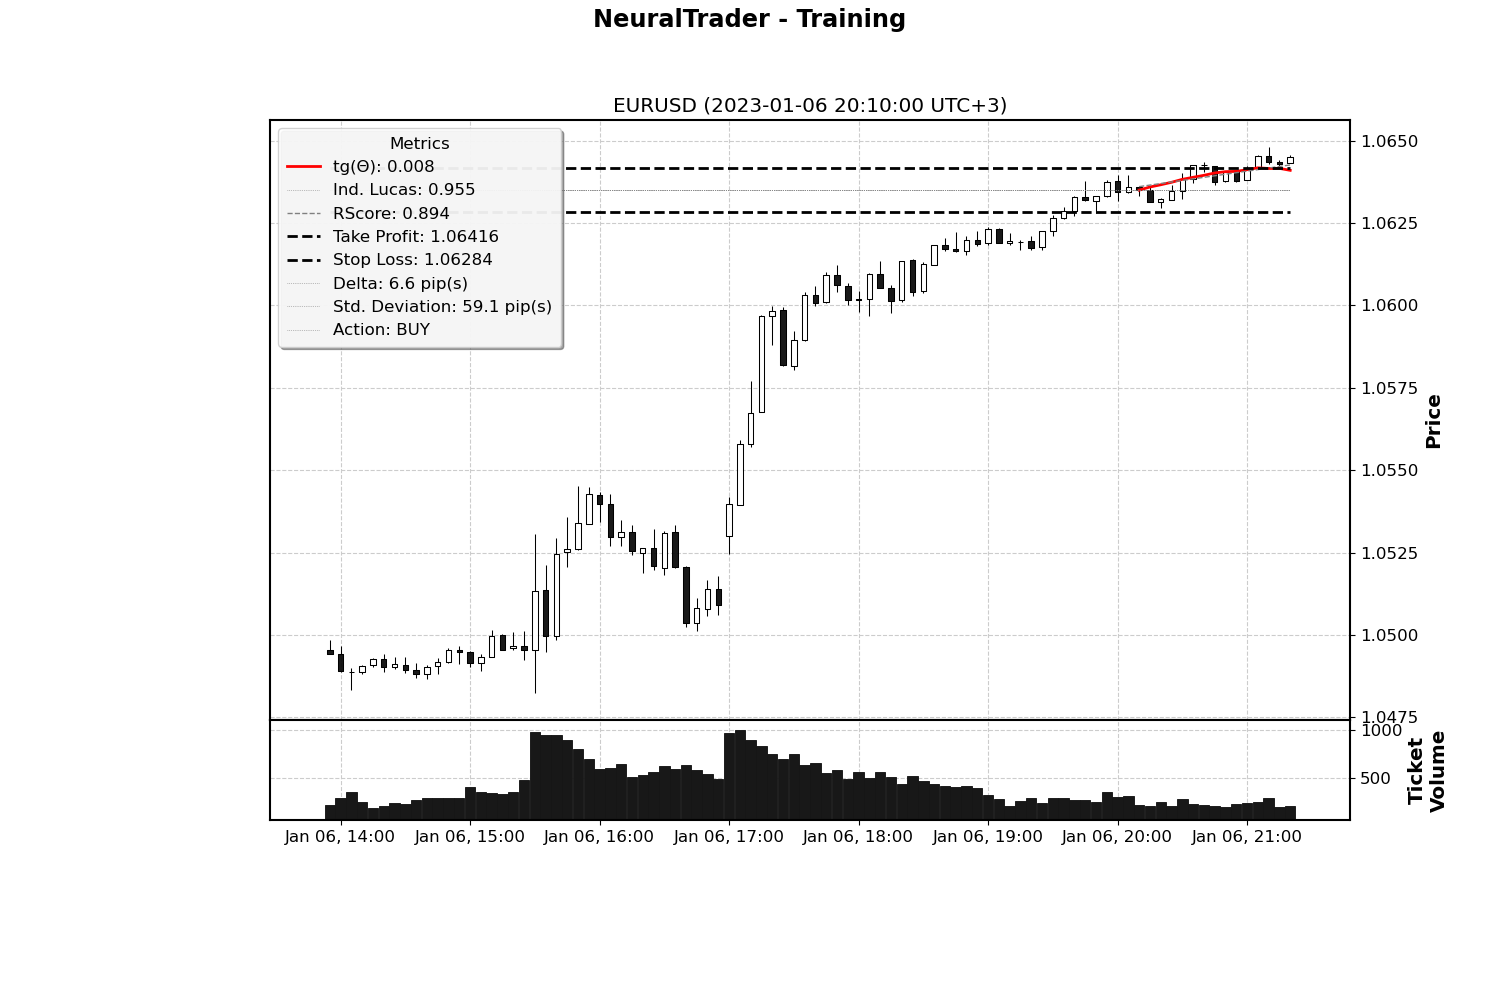 NeuralTrader - Training
EURUSD (2023-01-06 20:10:00 UTC+3)
Metrics
tg(Θ): 0.008
Ind. Lucas: 0.955
RScore: 0.894
Take Profit: 1.06416
Stop Loss: 1.06284
Delta: 6.6 pip(s)
Std. Deviation: 59.1 pip(s)
Action: BUY
1.0650
1.0625
1.0600
1.0575
1.0550
1.0525
1.0500
1.0475
Price
1000
500
Ticket
Volume
Jan 06, 14:00
Jan 06, 15:00
Jan 06, 16:00
Jan 06, 17:00
Jan 06, 18:00
Jan 06, 19:00
Jan 06, 20:00
Jan 06, 21:00